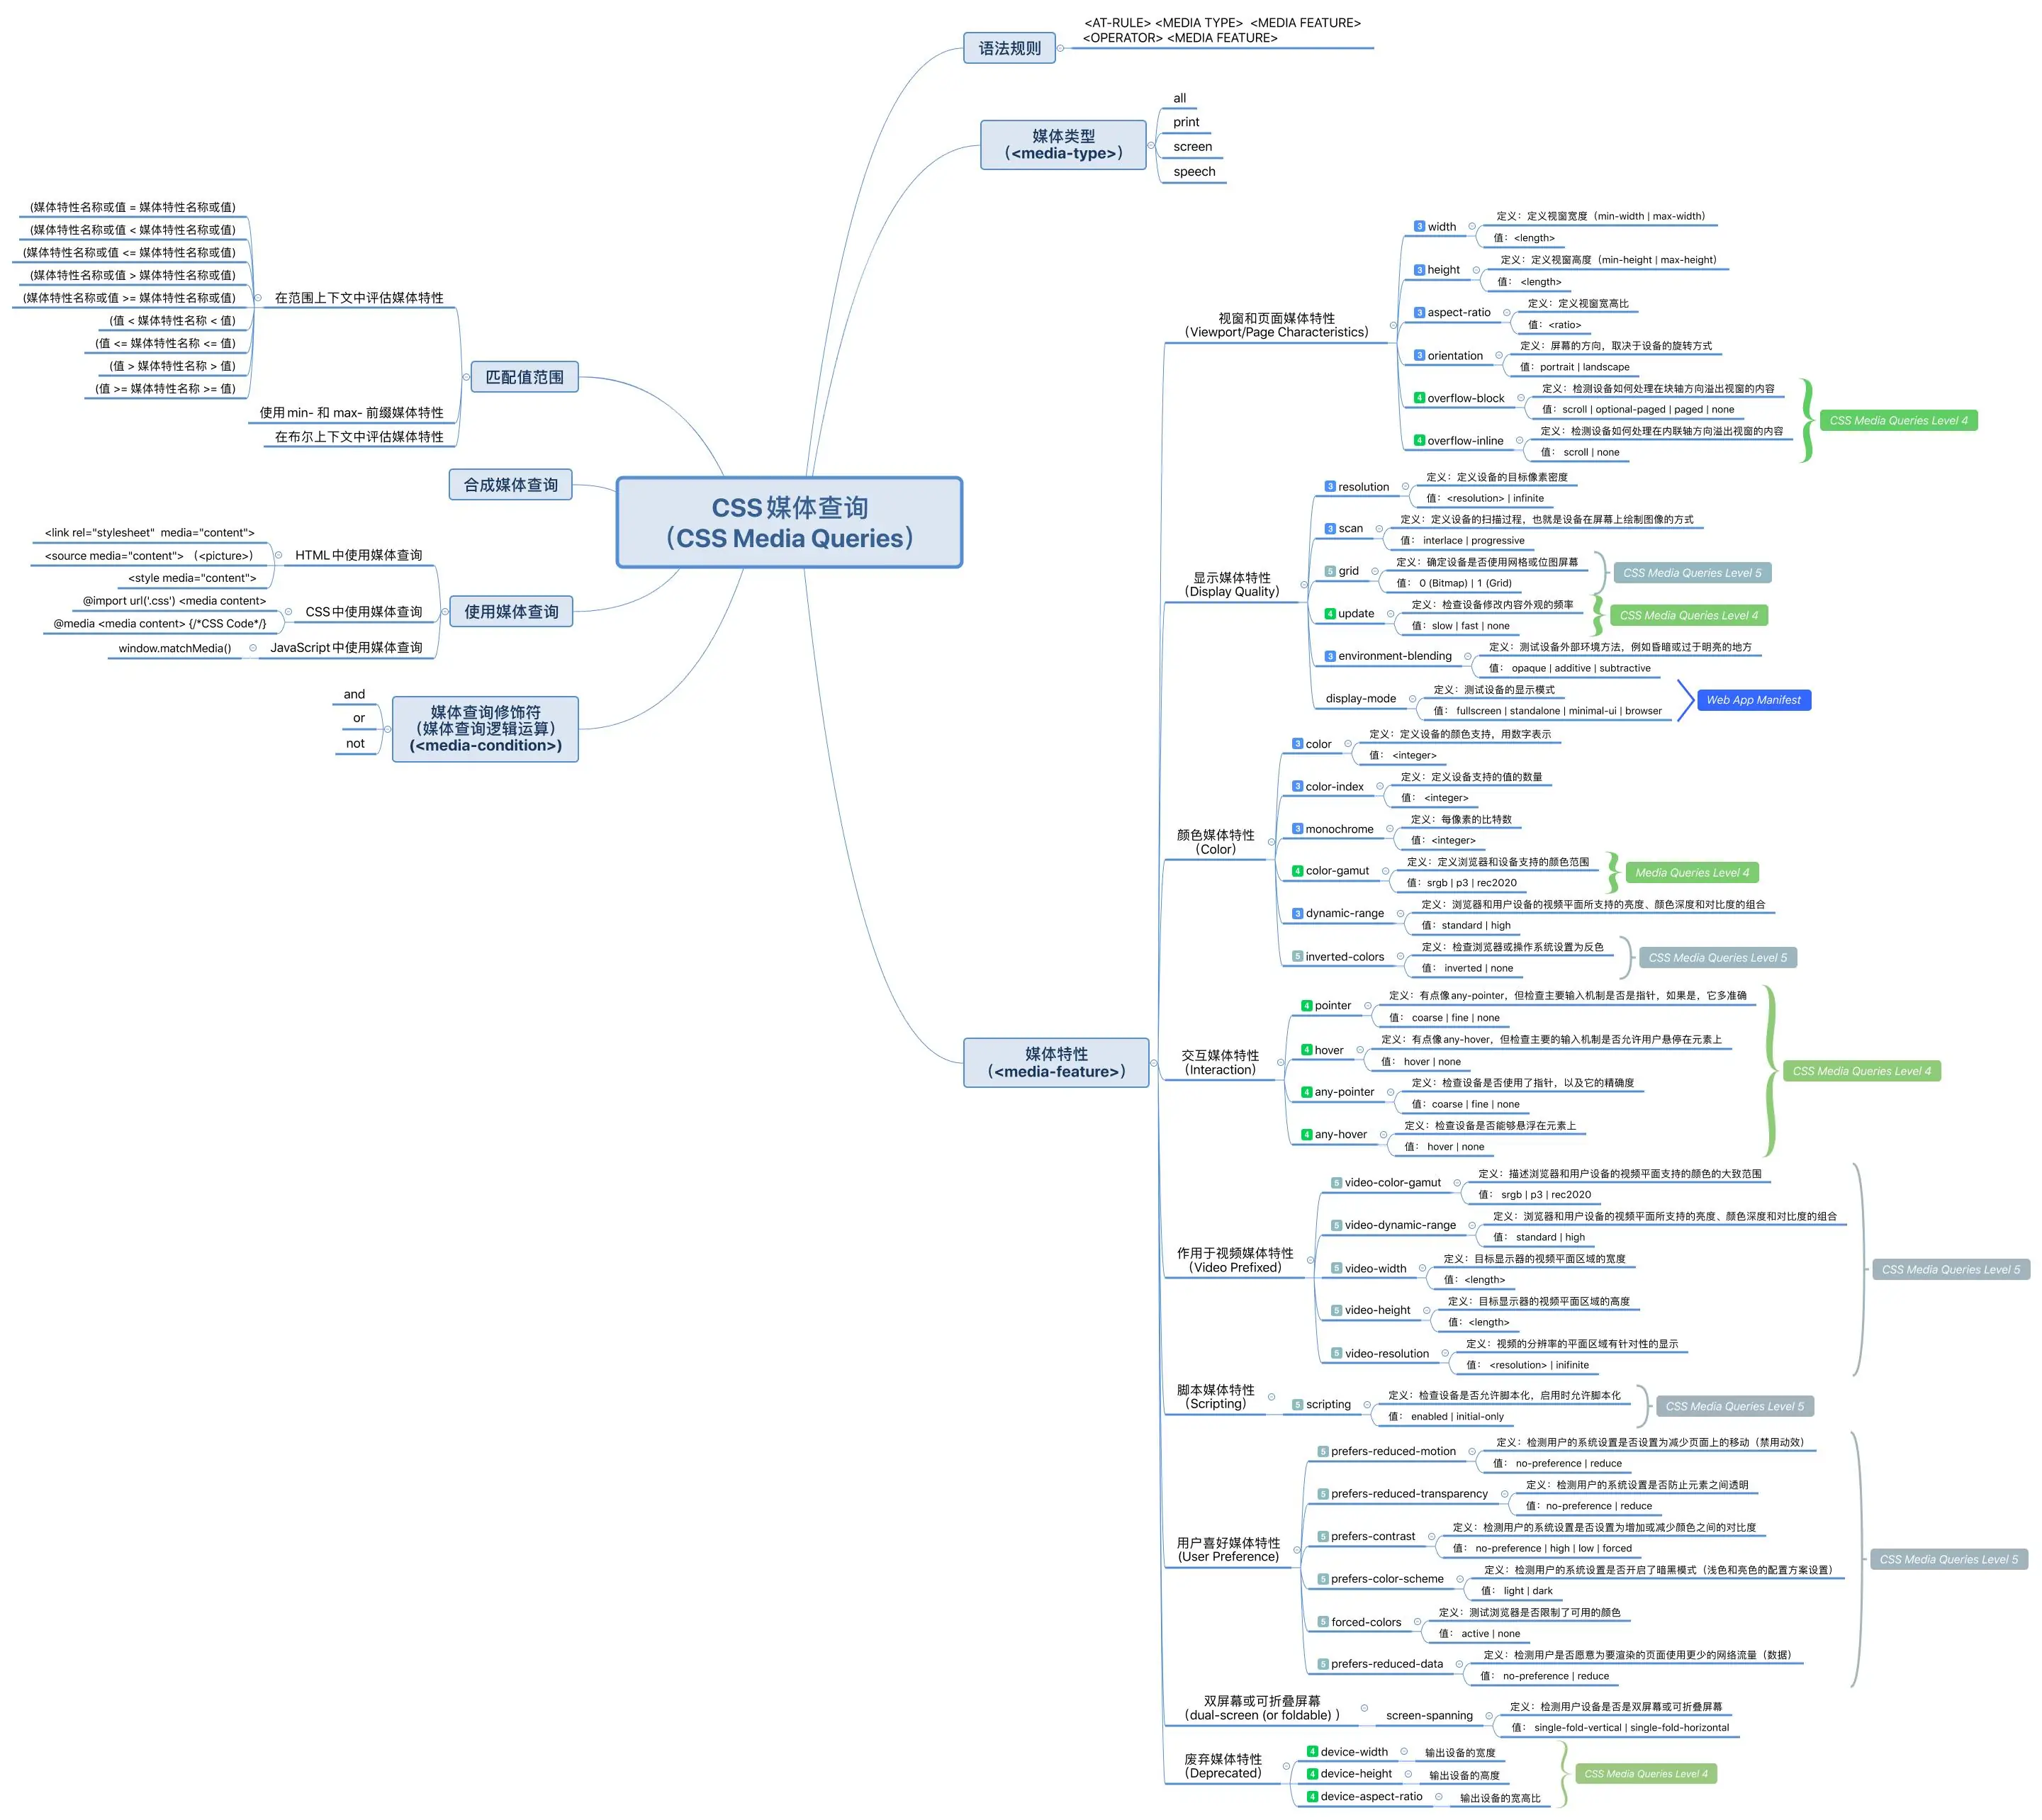 CSS媒体查询
（CSS Media Queries）
语法规则
<AT-RULE> <MEDIA TYPE> <MEDIA FEATURE>
<OPERATOR> <MEDIA FEATURE>
媒体类型
（<media-type>）
all
print
screen
speech
匹配值范围
在范围上下文中评估媒体特性
(媒体特性名称或值 = 媒体特性名称或值)
(媒体特性名称或值 < 媒体特性名称或值)
(媒体特性名称或值 <= 媒体特性名称或值)
(媒体特性名称或值 > 媒体特性名称或值)
(媒体特性名称或值 >= 媒体特性名称或值)
(值 < 媒体特性名称 < 值)
(值 <= 媒体特性名称 <= 值)
(值 > 媒体特性名称 > 值)
(值 >= 媒体特性名称 >= 值)
使用 min- 和 max- 前缀媒体特性
在布尔上下文中评估媒体特性
合成媒体查询
使用媒体查询
HTML中使用媒体查询
<link rel="stylesheet" media="content">
<source media="content"> （<picture>）
<style media="content">
CSS中使用媒体查询
@import url('.css') <media content>
@media <media content> {/*CSS Code*/}
JavaScript中使用媒体查询
window.matchMedia()
媒体查询修饰符
（媒体查询逻辑运算）
(<media-condition>)
and
or
not
媒体特性
（<media-feature>）
视窗和页面媒体特性
（Viewport/Page Characteristics）
3 width
定义：定义视窗宽度（min-width | max-width）
值：<length>
3 height
定义：定义视窗高度（min-height | max-height）
值： <length>
3 aspect-ratio
定义：定义视窗宽高比
值：<ratio>
3 orientation
定义：屏幕的方向，取决于设备的旋转方式
值：portrait | landscape
4 overflow-block
定义：检测设备如何处理在块轴方向溢出视窗的内容
值：scroll | optional-paged | paged | none
4 overflow-inline
定义：检测设备如何处理在内联轴方向溢出视窗的内容
值： scroll | none
CSS Media Queries Level 4
显示媒体特性
（Display Quality）
3 resolution
定义：定义设备的目标像素密度
值：<resolution> | infinite
3 scan
定义：定义设备的扫描过程，也就是设备在屏幕上绘制图像的方式
值： interlace | progressive
5 grid
定义：确定设备是否使用网格或位图屏幕
值： 0 (Bitmap) | 1 (Grid)
CSS Media Queries Level 5
4 update
定义：检查设备修改内容外观的频率
值：slow | fast | none
CSS Media Queries Level 4
3 environment-blending
定义：测试设备外部环境方法，例如昏暗或过于明亮的地方
值： opaque | additive | subtractive
display-mode
定义：测试设备的显示模式
值： fullscreen | standalone | minimal-ui | browser
Web App Manifest
颜色媒体特性
（Color）
3 color
定义：定义设备的颜色支持，用数字表示
值： <integer>
3 color-index
定义：定义设备支持的值的数量
值： <integer>
3 monochrome
定义：每像素的比特数
值：<integer>
4 color-gamut
定义：定义浏览器和设备支持的颜色范围
值：srgb | p3 | rec2020
Media Queries Level 4
3 dynamic-range
定义：浏览器和用户设备的视频平面所支持的亮度、颜色深度和对比度的组合
值：standard | high
5 inverted-colors
定义：检查浏览器或操作系统设置为反色
值： inverted | none
CSS Media Queries Level 5
交互媒体特性
（Interaction）
4 pointer
定义：有点像any-pointer，但检查主要输入机制是否是指针，如果是，它多准确
值： coarse | fine | none
4 hover
定义：有点像any-hover，但检查主要的输入机制是否允许用户悬停在元素上
值： hover | none
4 any-pointer
定义：检查设备是否使用了指针，以及它的精确度
值：coarse | fine | none
4 any-hover
定义：检查设备是否能够悬浮在元素上
值： hover | none
CSS Media Queries Level 4
作用于视频媒体特性
（Video Prefixed）
5 video-color-gamut
定义：描述浏览器和用户设备的视频平面支持的颜色的大致范围
值： srgb | p3 | rec2020
5 video-dynamic-range
定义：浏览器和用户设备的视频平面所支持的亮度、颜色深度和对比度的组合
值： standard | high
5 video-width
定义：目标显示器的视频平面区域的宽度
值： <length>
5 video-height
定义：目标显示器的视频平面区域的高度
值：<length>
5 video-resolution
定义：视频的分辨率的平面区域有针对性的显示
值： <resolution> | inifinite
CSS Media Queries Level 5
脚本媒体特性
（Scripting）
5 scripting
定义：检查设备是否允许脚本化，启用时允许脚本化
值： enabled | initial-only
CSS Media Queries Level 5
用户喜好媒体特性
(User Preference)
5 prefers-reduced-motion
定义：检测用户的系统设置是否设置为减少页面上的移动（禁用动效）
值： no-preference | reduce
5 prefers-reduced-transparency
定义：检测用户的系统设置是否防止元素之间透明
值：no-preference | reduce
5 prefers-contrast
定义：检测用户的系统设置是否设置为增加或减少颜色之间的对比度
值： no-preference | high | low | forced
5 prefers-color-scheme
定义：检测用户的系统设置是否开启了暗黑模式（浅色和亮色的配置方案设置）
值： light | dark
5 forced-colors
定义：测试浏览器是否限制了可用的颜色
值： active | none
5 prefers-reduced-data
定义：检测用户是否愿意为要渲染的页面使用更少的网络流量（数据）
值： no-preference | reduce
CSS Media Queries Level 5
双屏幕或可折叠屏幕
（dual-screen (or foldable) ）
screen-spanning
定义：检测用户设备是否是双屏幕或可折叠屏幕
值： single-fold-vertical | single-fold-horizontal
废弃媒体特性
（Deprecated）
4 device-width
输出设备的宽度
4 device-height
输出设备的高度
4 device-aspect-ratio
输出设备的宽高比
CSS Media Queries Level 4